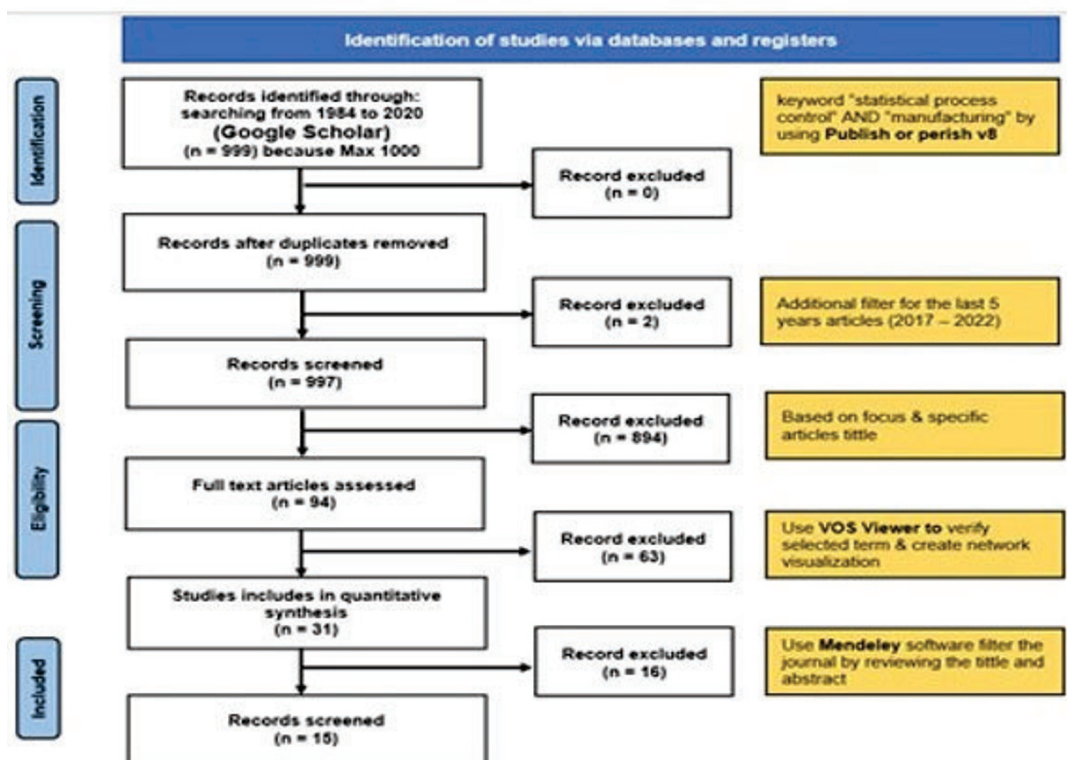 Identification of studies via databases and registers
Identification
Records identified through:
searching from 1984 to 2020
(Google Scholar)
(n = 999) because Max 1000
keyword "statistical process
control" AND "manufacturing" by
using Publish or perish v8
Record excluded
(n = 0)
Screening
Records after duplicates removed
(n = 999)
Record excluded
(n = 2)
Additional filter for the last 5
years articles (2017 – 2022)
Records screened
(n = 997)
Record excluded
(n = 894)
Based on focus & specific
articles tittle
Eligibility
Full text articles assessed
(n = 94)
Record excluded
(n = 63)
Use VOS Viewer to verify
selected term & create network
visualization
Studies includes in quantitative
synthesis
(n = 31)
Included
Record excluded
(n = 16)
Use Mendeley software filter the
journal by reviewing the tittle and
abstract
Records screened
(n = 15)